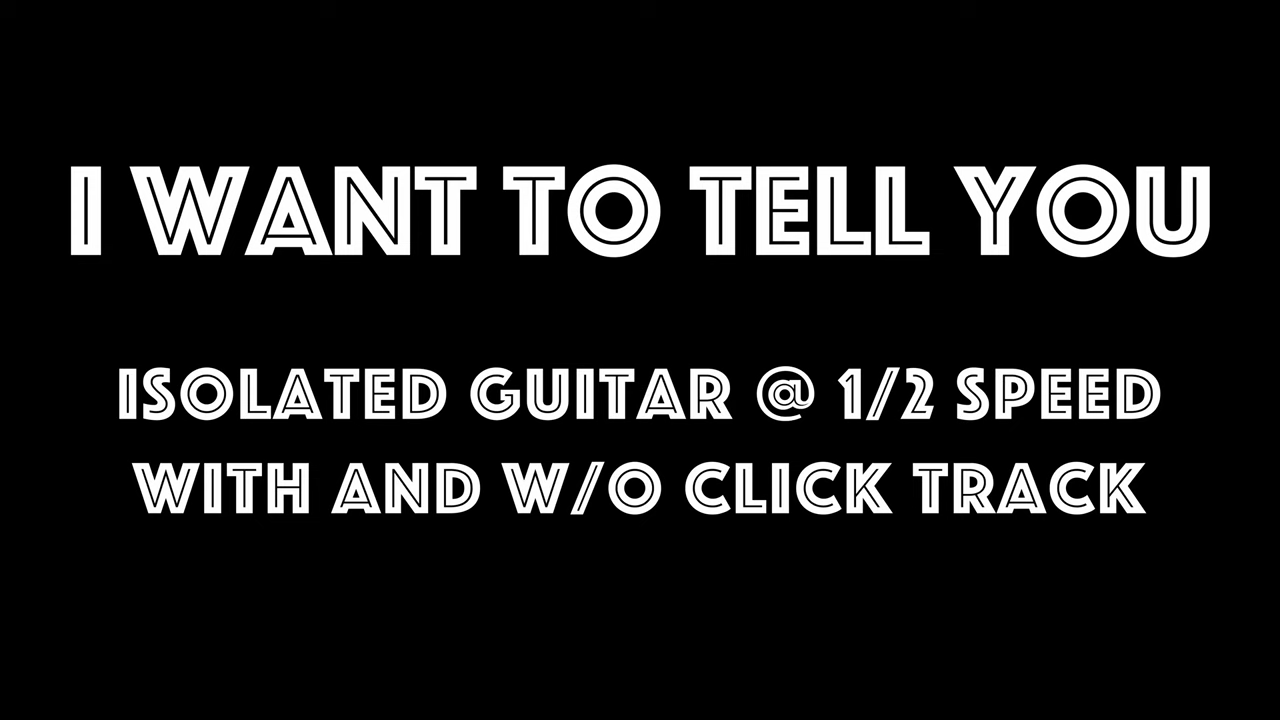 I WANT TO TELL YOU
ISOLATED GUITAR @ 1/2 SPEED
WITH AND W/O CLICK TRACK